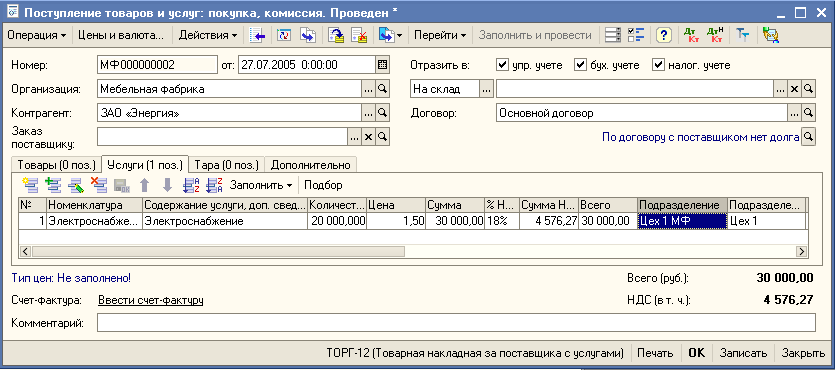 Поступление товаров и услуг: покупка, комиссия. Проведен *
Операция Цены и валюта... Действия Перейти Заполнить и провести
Номер: МФ000000002 от: 27.07.2005 0:00:00 Отразить в: упр. учете бух. учете налог. учете
Организация: Мебельная фабрика ... На склад ... ...
Контрагент: ЗАО «Энергия» ... Договор: Основной договор ...
Заказ поставщику: ... По договору с поставщиком нет долга
Товары (0 поз.) Услуги (1 поз.) Тара (0 поз.) Дополнительно
Заполнить Подбор
№ Номенклатура Содержание услуги, доп. свед... Количест... Цена Сумма % Н... Сумма Н... Всего Подразделение Подразделе...
1 Электроснабже... Электроснабжение 20 000,000 1,50 30 000,00 18% 4 576,27 30 000,00 Цех 1 МФ Цех 1
Тип цен: Не заполнено! Всего (руб.): 30 000,00
Счет-фактура: Ввести счет-фактуру НДС (в т. ч.): 4 576,27
Комментарий:
ТОРГ-12 (Товарная накладная за поставщика с услугами) Печать OK Записать Закрыть